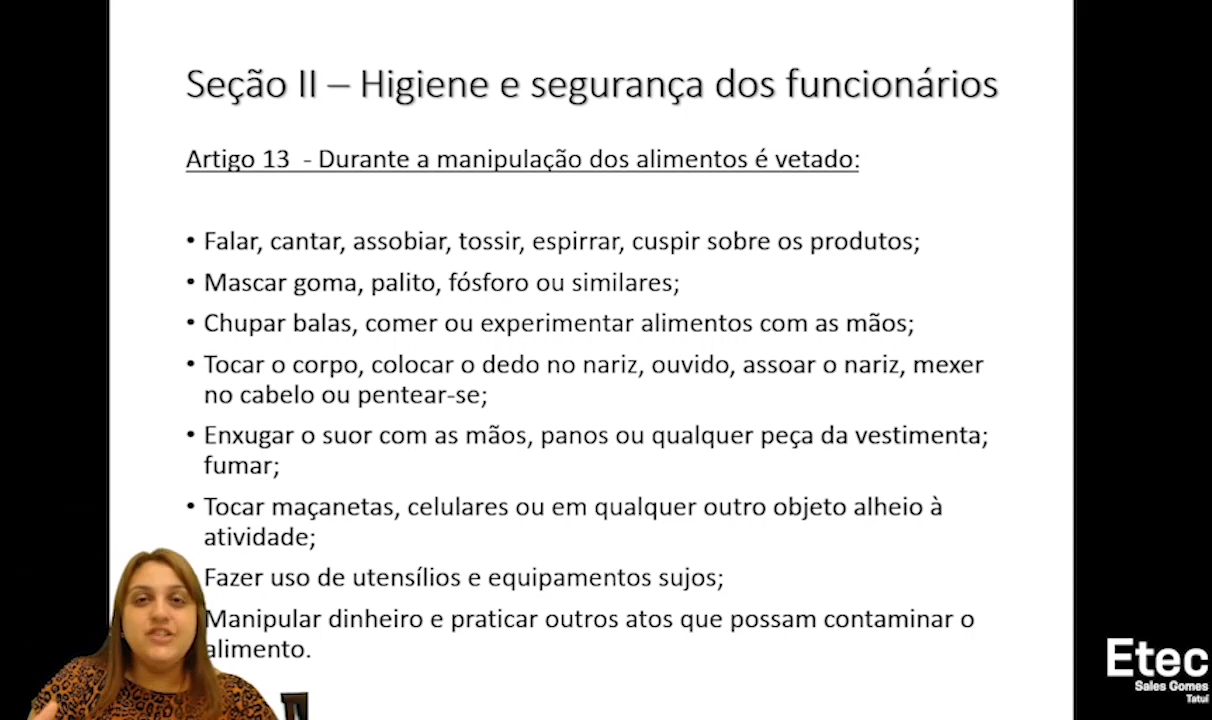 Seção II – Higiene e segurança dos funcionários
Artigo 13 - Durante a manipulação dos alimentos é vetado:
• Falar, cantar, assobiar, tossir, espirrar, cuspir sobre os produtos;
• Mascar goma, palito, fósforo ou similares;
• Chupar balas, comer ou experimentar alimentos com as mãos;
• Tocar o corpo, colocar o dedo no nariz, ouvido, assoar o nariz, mexer
no cabelo ou pentear-se;
• Enxugar o suor com as mãos, panos ou qualquer peça da vestimenta;
fumar;
• Tocar maçanetas, celulares ou em qualquer outro objeto alheio à
atividade;
Fazer uso de utensílios e equipamentos sujos;
Manipular dinheiro e praticar outros atos que possam contaminar o
alimento.
Etec
Sales Gomes
Tatuí